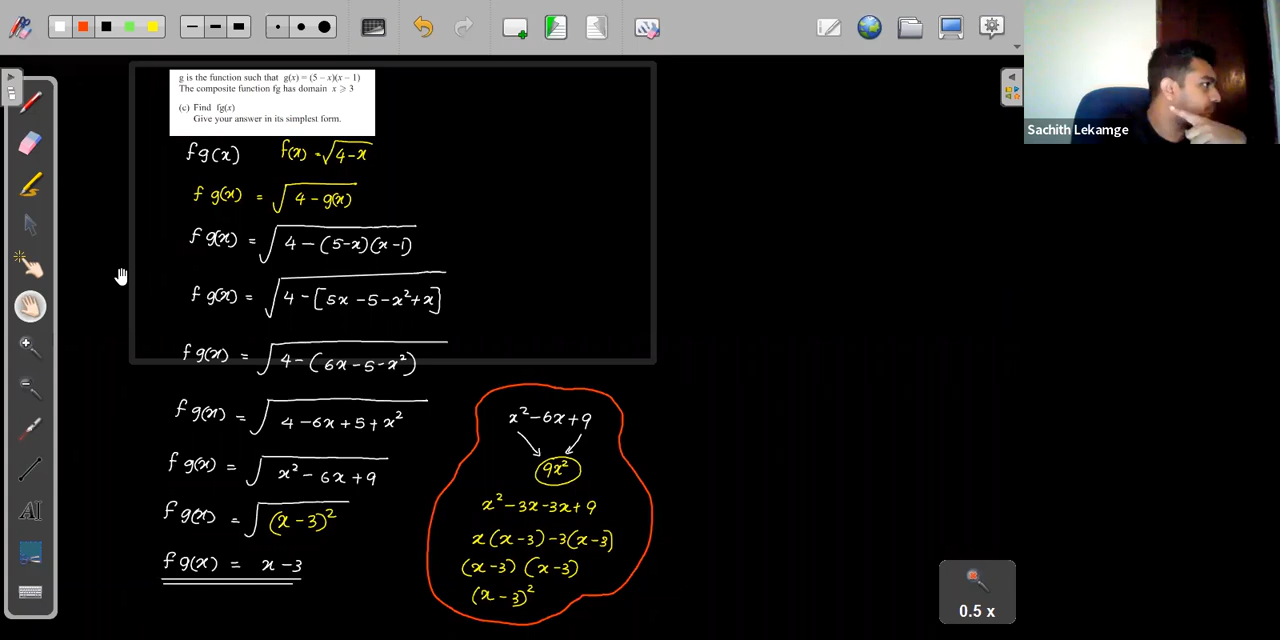 g is the function such that g(x) = (5 – x)(x – 1)
The composite function fg has domain x ⩾ 3
(c) Find fg(x)
Give your answer in its simplest form.
fg(x) f(x) = √(4-x)
fg(x) = √(4-g(x))
fg(x) = √(4-(5-x)(x-1))
fg(x) = √(4-[5x-5-x²+x])
fg(x) = √(4-(6x-5-x²))
fg(x) = √(4-6x+5+x²)
fg(x) = √(x²-6x+9)
fg(x) = √((x-3)²)
fg(x) = x-3
x²-6x+9
9x²
x²-3x-3x+9
x(x-3)-3(x-3)
(x-3)(x-3)
(x-3)²
Sachith Lekamge
AI
0.5 x